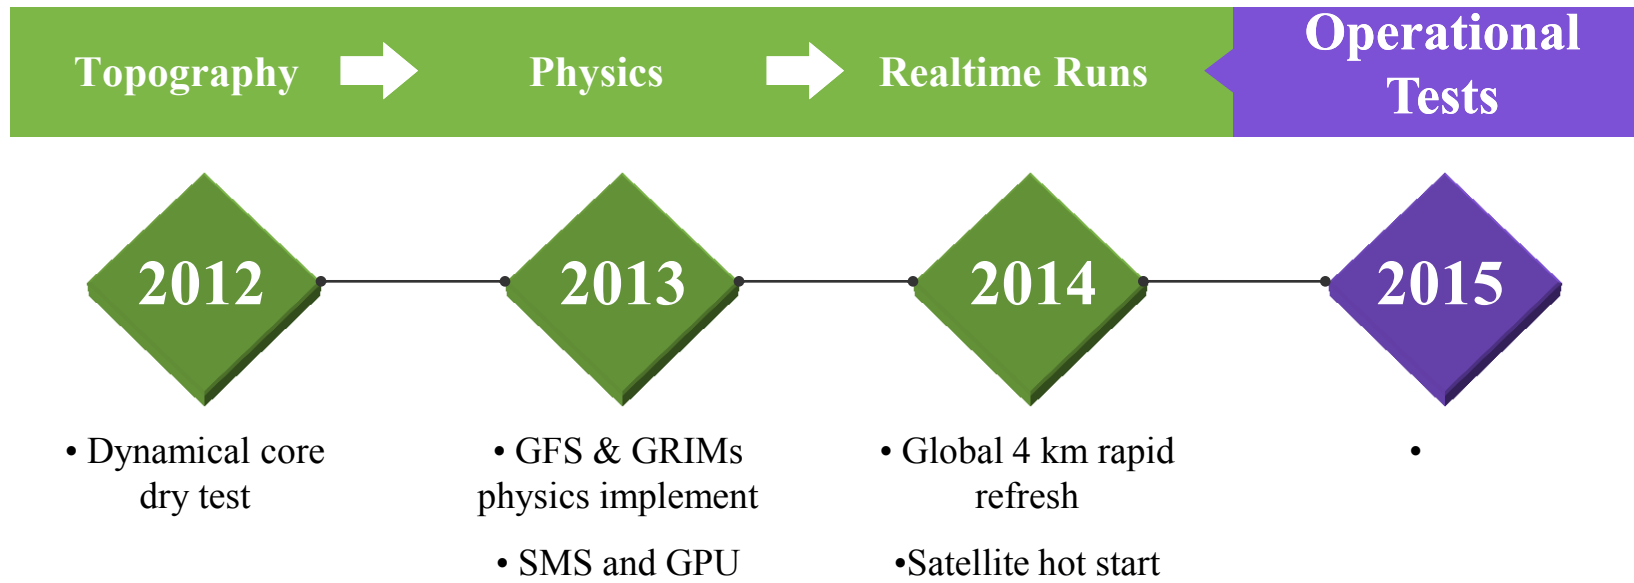 Topography
Physics
Realtime Runs
Operational
Tests
2012
2013
2014
2015
• Dynamical core
dry test
• GFS & GRIMs
physics implement
• SMS and GPU
• Global 4 km rapid
refresh
•Satellite hot start
•